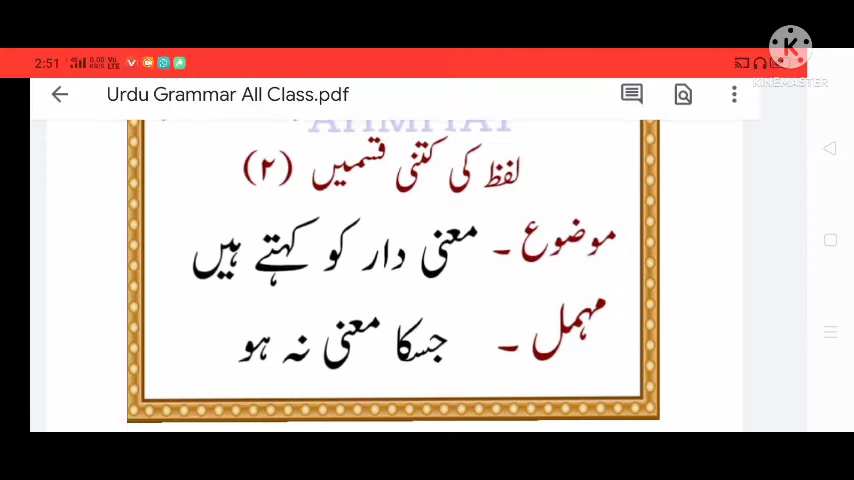 2:51
KINEMASTER
Urdu Grammar All Class.pdf
لفظ کی کتنی قسمیں (۲)
موضوع ۔ معنی دار کو کہتے ہیں
مہمل ۔ جسکا معنی نہ ہو